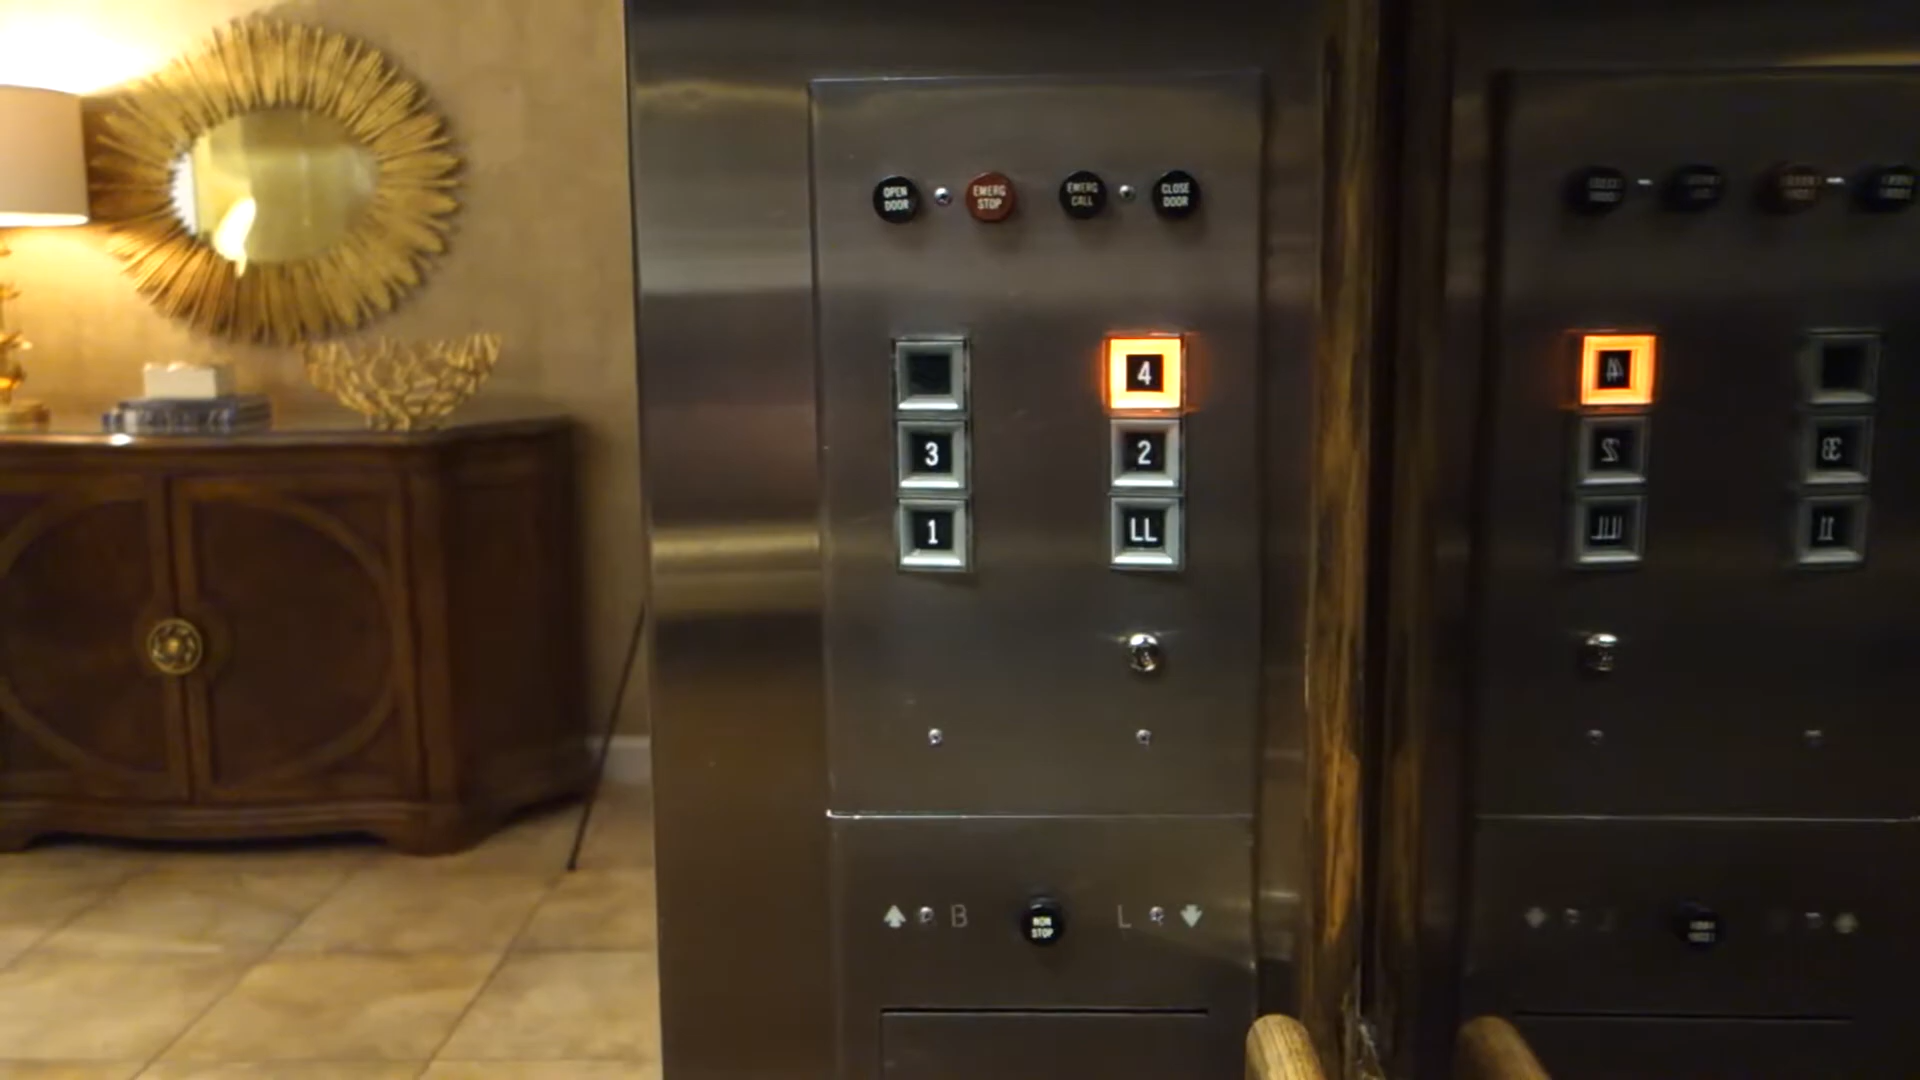 OPEN
DOOR
EMERG
STOP
EMERG
CALL
CLOSE
DOOR
4
3
2
1
LL
B
NON
STOP
L